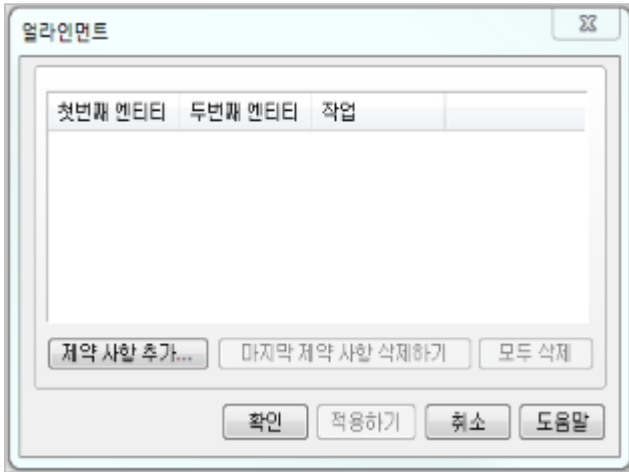 얼라인먼트
첫번째 엔티티 두번째 엔티티 작업
제약 사항 추가... 마지막 제약 사항 삭제하기 모두 삭제
확인 적용하기 취소 도움말